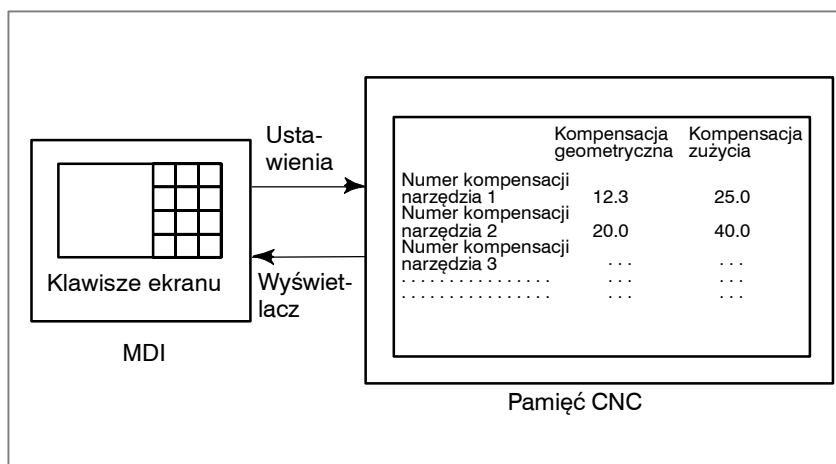 Usta-
wienia
Klawisze ekranu
Wyświet-
lacz
MDI
Kompensacja Kompensacja
geometryczna zużycia
Numer kompensacji
narzędzia 1 12.3 25.0
Numer kompensacji
narzędzia 2 20.0 40.0
Numer kompensacji
narzędzia 3 . . . . . .
. . . . . . . . . . . . . . . . . . . . . .
. . . . . . . . . . . . . . . . . . . . . .
Pamięć CNC